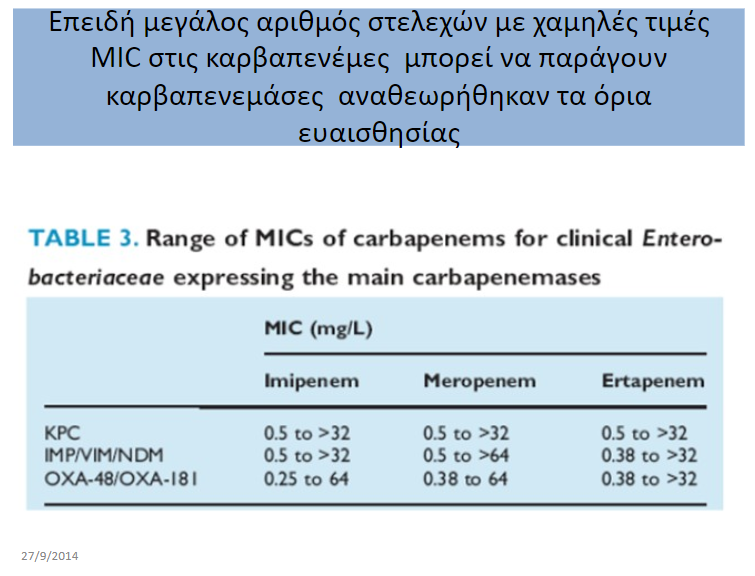 Επειδή μεγάλος αριθμός στελεχών με χαμηλές τιμές
MIC στις καρβαπενέμες μπορεί να παράγουν
καρβαπενεμάσες αναθεωρήθηκαν τα όρια
ευαισθησίας
TABLE 3. Range of MICs of carbapenems for clinical Entero-
bacteriaceae expressing the main carbapenemases
MIC (mg/L)
Imipenem Meropenem Ertapenem
KPC 0.5 to >32 0.5 to >32 0.5 to >32
IMP/VIM/NDM 0.5 to >32 0.5 to >64 0.38 to >32
OXA-48/OXA-181 0.25 to 64 0.38 to 64 0.38 to >32
27/9/2014